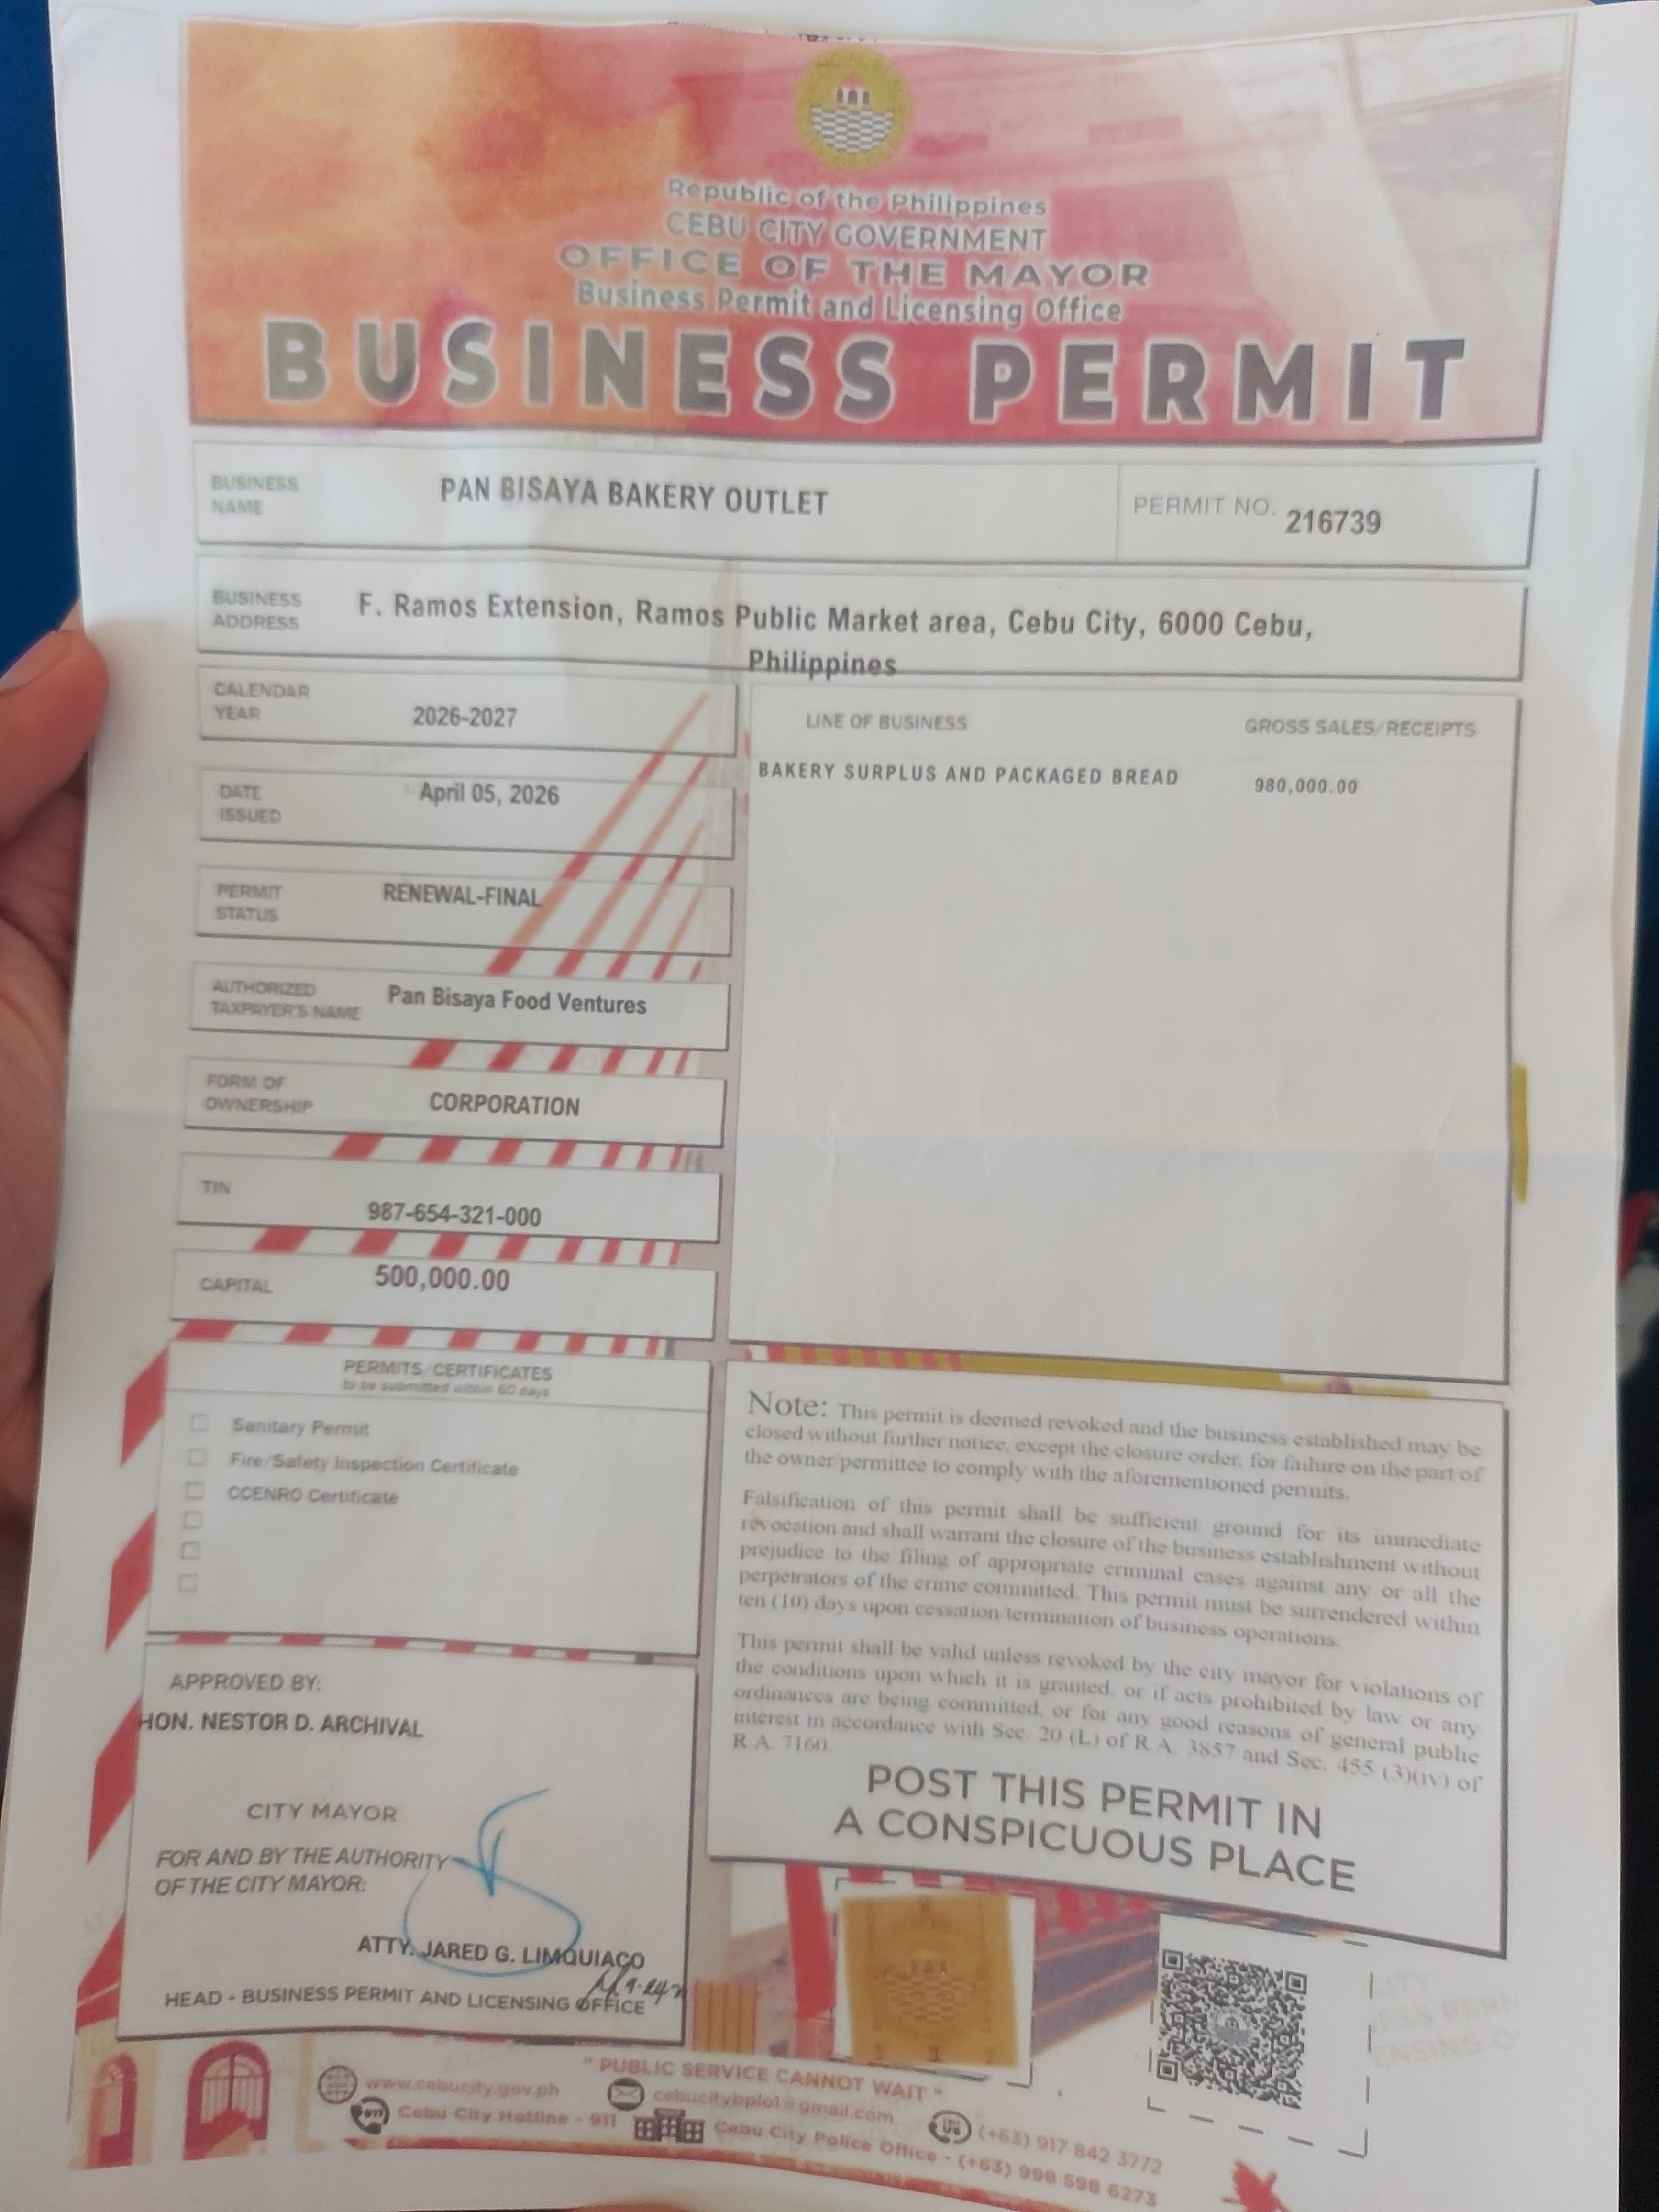 Republic of the Philippines
CEBU CITY GOVERNMENT
OFFICE OF THE MAYOR
Business Permit and Licensing Office
BUSINESS PERMIT
BUSINESS NAME PAN BISAYA BAKERY OUTLET
PERMIT NO. 216739
BUSINESS ADDRESS F. Ramos Extension, Ramos Public Market area, Cebu City, 6000 Cebu,
Philippines
CALENDAR YEAR 2026-2027
DATE ISSUED April 05, 2026
PERMIT STATUS RENEWAL-FINAL
AUTHORIZED TAXPAYER'S NAME Pan Bisaya Food Ventures
FORM OF OWNERSHIP CORPORATION
TIN 987-654-321-000
CAPITAL 500,000.00
LINE OF BUSINESS GROSS SALES/RECEIPTS
BAKERY SURPLUS AND PACKAGED BREAD 980,000.00
PERMITS/CERTIFICATES
to be submitted within 60 days
Sanitary Permit
Fire/Safety Inspection Certificate
CCENRO Certificate
Note: This permit is deemed revoked and the business established may be
closed without further notice, except the closure order, for failure on the part of
the owner/permittee to comply with the aforementioned permits.
Falsification of this permit shall be sufficient ground for its immediate
revocation and shall warrant the closure of the business establishment without
prejudice to the filing of appropriate criminal cases against any or all the
perpetrators of the crime committed. This permit must be surrendered within
ten (10) days upon cessation/termination of business operations.
This permit shall be valid unless revoked by the city mayor for violations of
the conditions upon which it is granted, or if acts prohibited by law or any
ordinances are being committed, or for any good reasons of general public
interest in accordance with Sec. 20 (L) of R.A. 3857 and Sec. 455 (3)(iv) of
R.A. 7160.
POST THIS PERMIT IN
A CONSPICUOUS PLACE
APPROVED BY:
HON. NESTOR D. ARCHIVAL
CITY MAYOR
FOR AND BY THE AUTHORITY
OF THE CITY MAYOR:
ATTY. JARED G. LIMQUIACO
HEAD - BUSINESS PERMIT AND LICENSING OFFICE
" PUBLIC SERVICE CANNOT WAIT "
www.cebucity.gov.ph
cebucitybplo1@gmail.com
(+63) 917 842 3772
Cebu City Hotline - 911
Cebu City Police Office - (+63) 998 598 6273